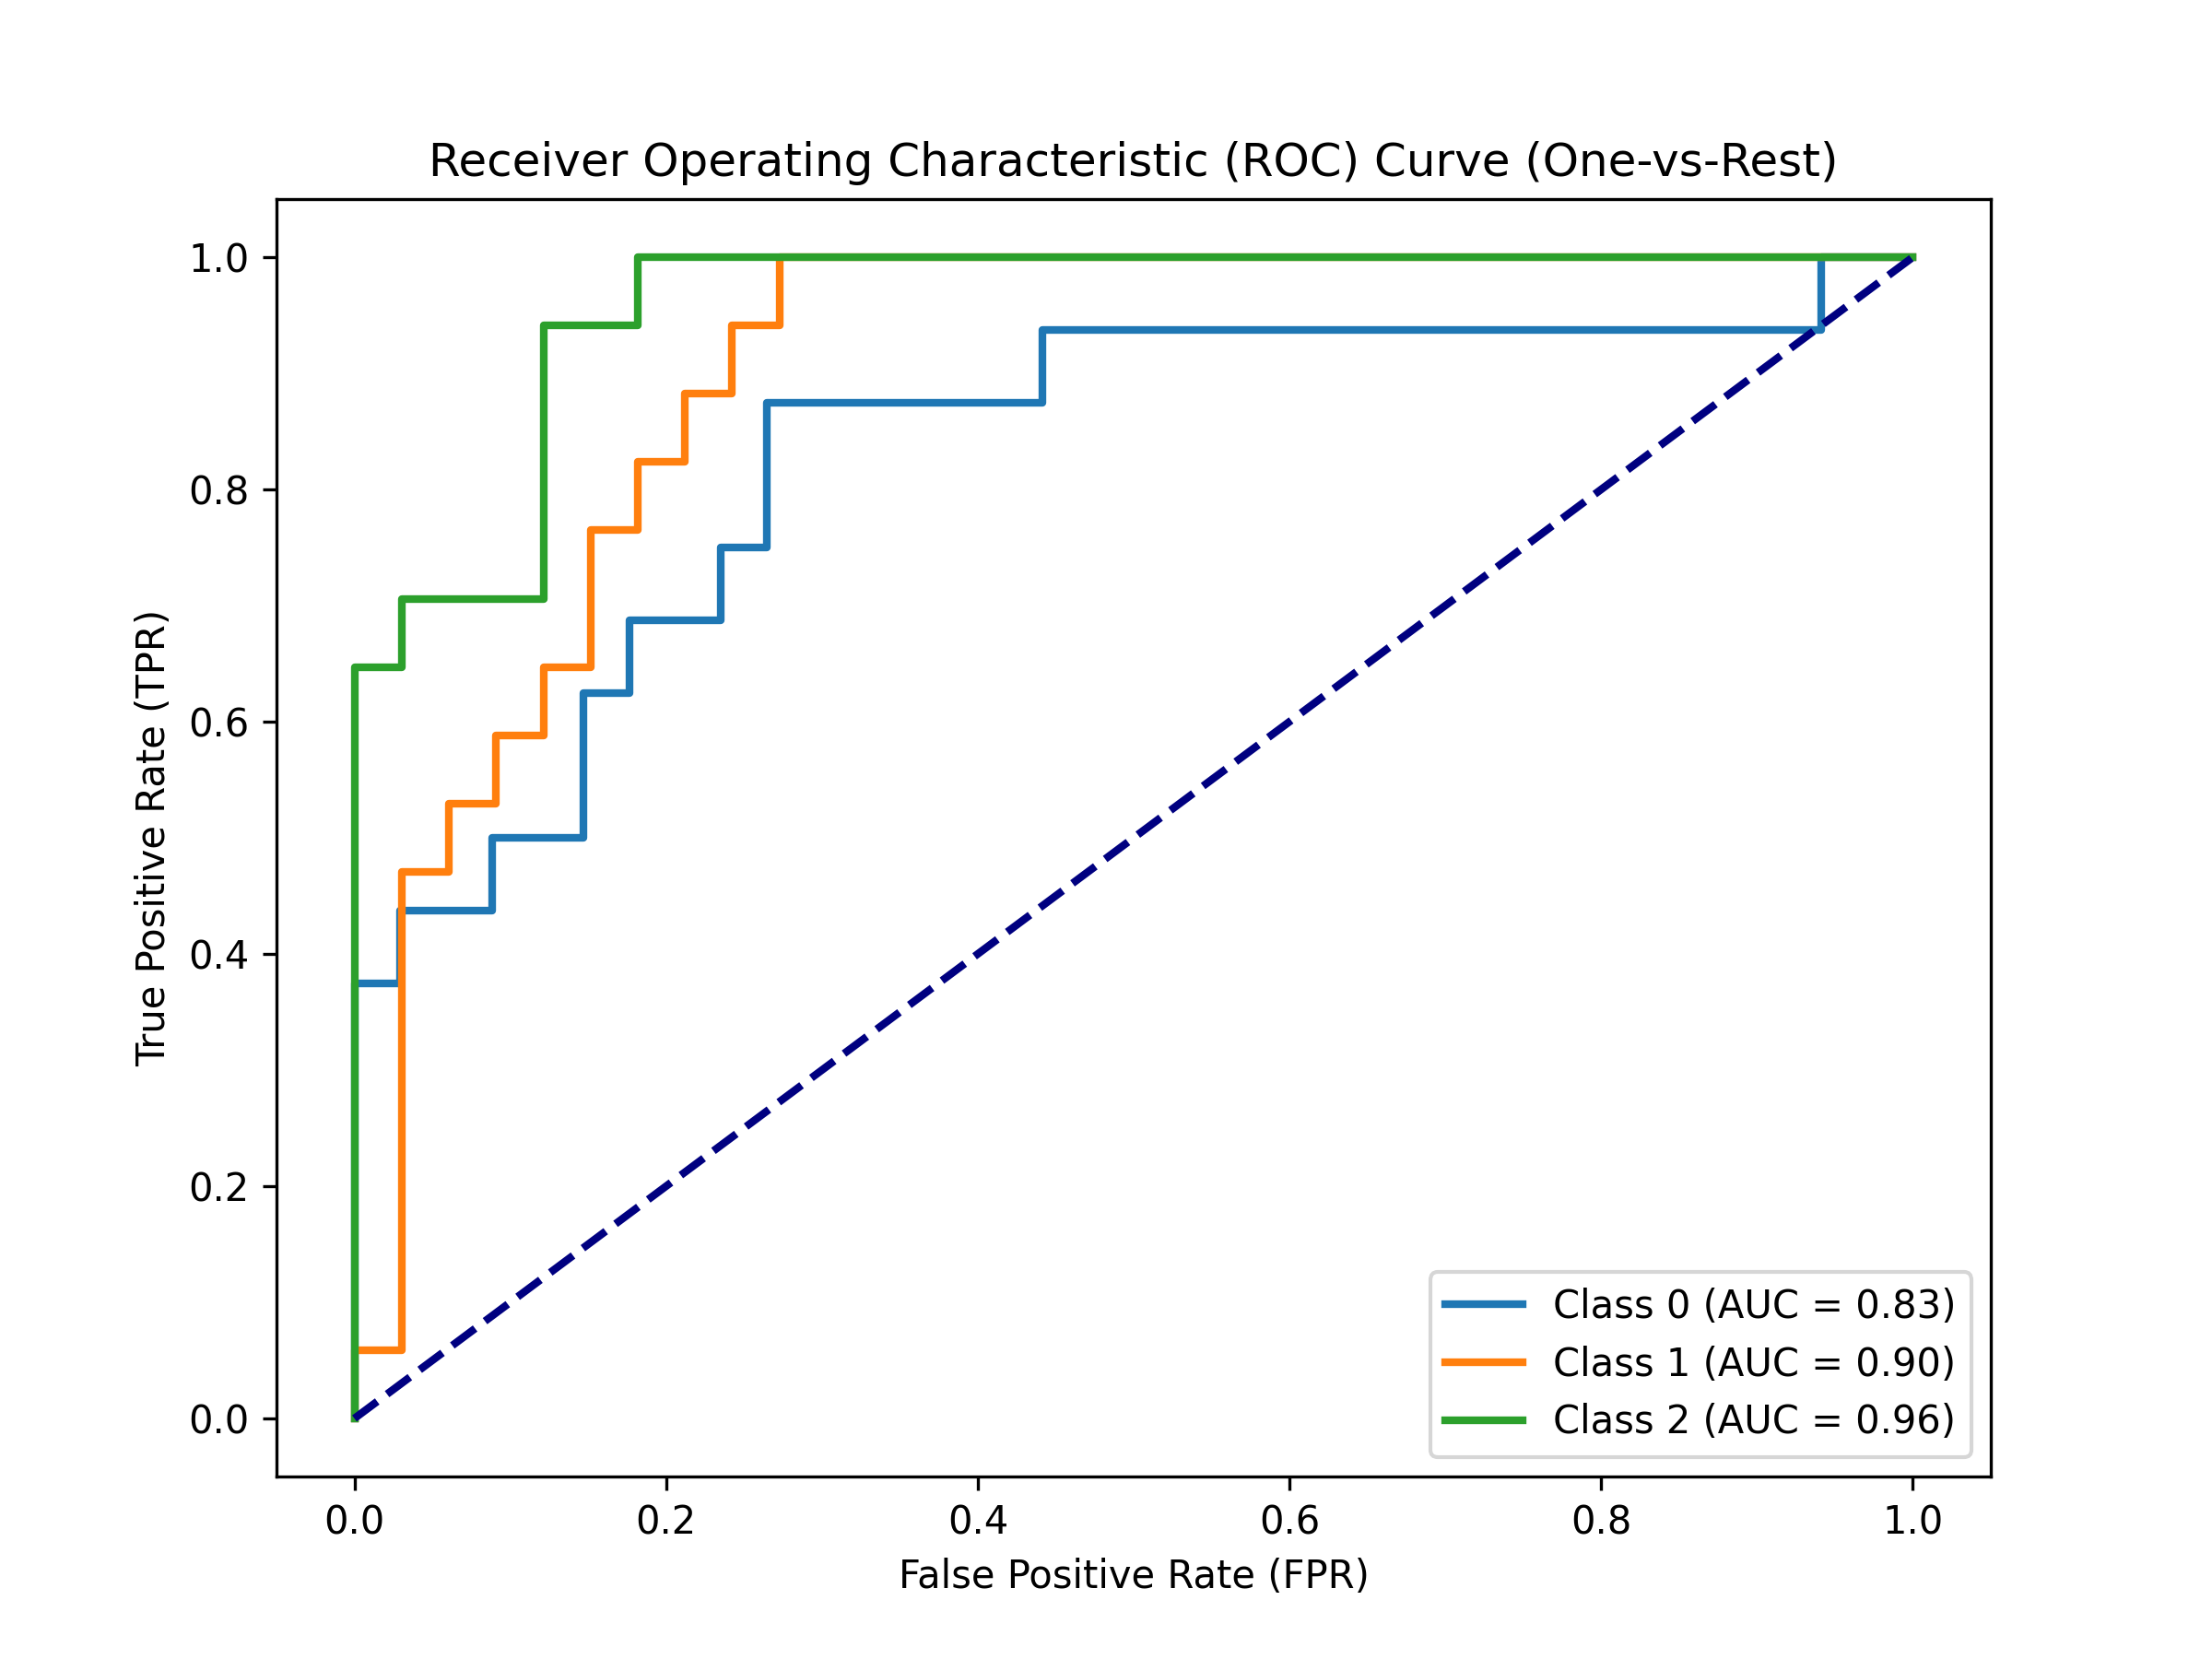 Receiver Operating Characteristic (ROC) Curve (One-vs-Rest)
1.0
0.8
0.6
0.4
0.2
0.0
True Positive Rate (TPR)
0.0 0.2 0.4 0.6 0.8 1.0
False Positive Rate (FPR)
Class 0 (AUC = 0.83)
Class 1 (AUC = 0.90)
Class 2 (AUC = 0.96)